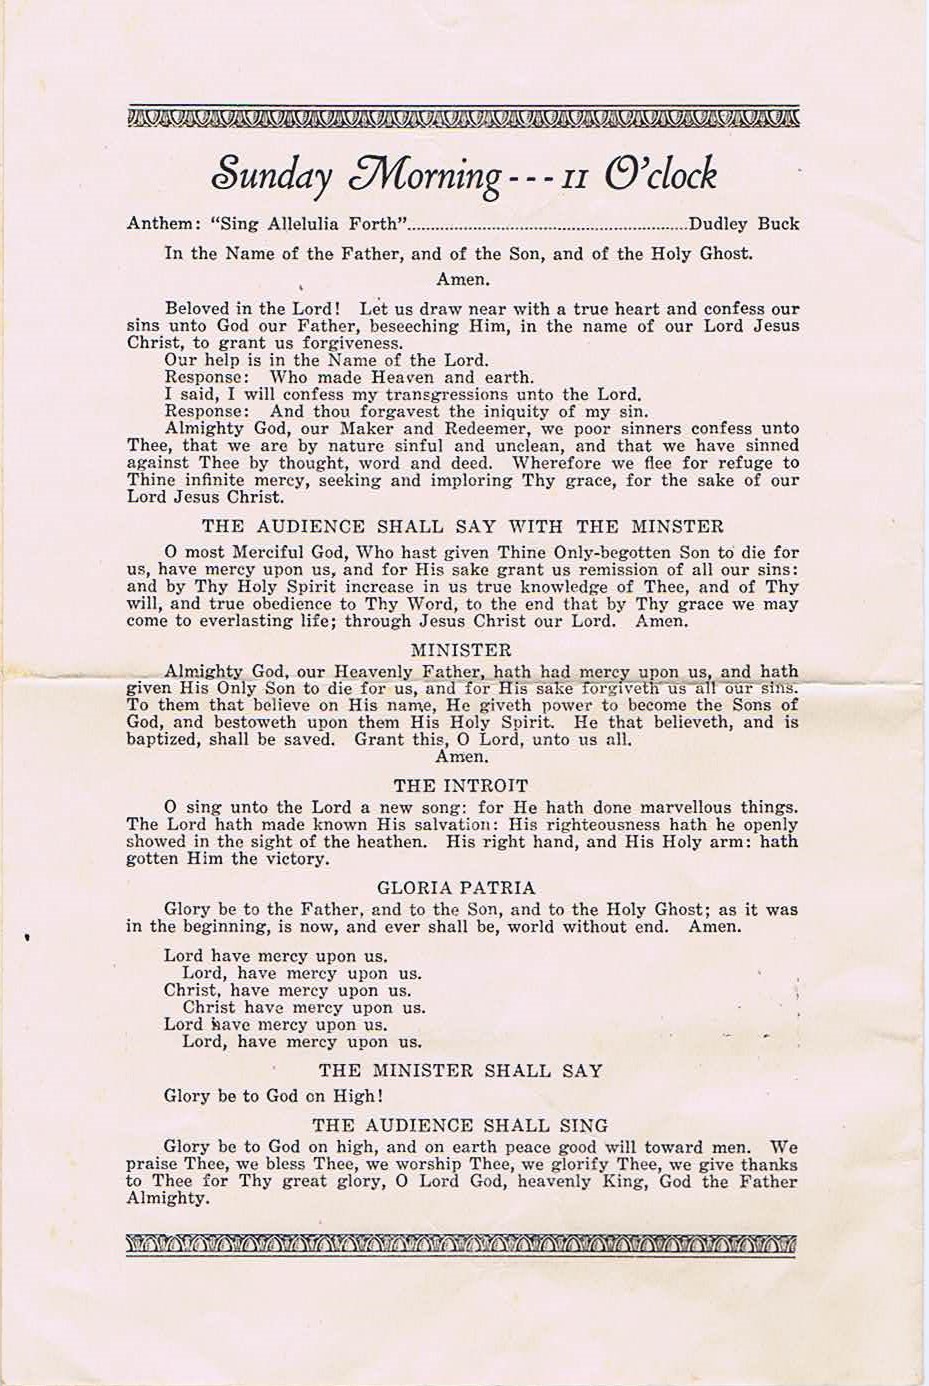 Sunday Morning---11 O'clock
Anthem: "Sing Allelulia Forth"............................................................Dudley Buck
In the Name of the Father, and of the Son, and of the Holy Ghost.
Amen.
Beloved in the Lord! Let us draw near with a true heart and confess our
sins unto God our Father, beseeching Him, in the name of our Lord Jesus
Christ, to grant us forgiveness.
Our help is in the Name of the Lord.
Response: Who made Heaven and earth.
I said, I will confess my transgressions unto the Lord.
Response: And thou forgavest the iniquity of my sin.
Almighty God, our Maker and Redeemer, we poor sinners confess unto
Thee, that we are by nature sinful and unclean, and that we have sinned
against Thee by thought, word and deed. Wherefore we flee for refuge to
Thine infinite mercy, seeking and imploring Thy grace, for the sake of our
Lord Jesus Christ.
THE AUDIENCE SHALL SAY WITH THE MINSTER
O most Merciful God, Who hast given Thine Only-begotten Son to die for
us, have mercy upon us, and for His sake grant us remission of all our sins:
and by Thy Holy Spirit increase in us true knowledge of Thee, and of Thy
will, and true obedience to Thy Word, to the end that by Thy grace we may
come to everlasting life; through Jesus Christ our Lord. Amen.
MINISTER
Almighty God, our Heavenly Father, hath had mercy upon us, and hath
given His Only Son to die for us, and for His sake forgiveth us all our sins.
To them that believe on His name, He giveth power to become the Sons of
God, and bestoweth upon them His Holy Spirit. He that believeth, and is
baptized, shall be saved. Grant this, O Lord, unto us all.
Amen.
THE INTROIT
O sing unto the Lord a new song: for He hath done marvellous things.
The Lord hath made known His salvation: His righteousness hath he openly
showed in the sight of the heathen. His right hand, and His Holy arm: hath
gotten Him the victory.
GLORIA PATRIA
Glory be to the Father, and to the Son, and to the Holy Ghost; as it was
in the beginning, is now, and ever shall be, world without end. Amen.
Lord have mercy upon us.
Lord, have mercy upon us.
Christ, have mercy upon us.
Christ have mercy upon us.
Lord have mercy upon us.
Lord, have mercy upon us.
THE MINISTER SHALL SAY
Glory be to God on High!
THE AUDIENCE SHALL SING
Glory be to God on high, and on earth peace good will toward men. We
praise Thee, we bless Thee, we worship Thee, we glorify Thee, we give thanks
to Thee for Thy great glory, O Lord God, heavenly King, God the Father
Almighty.